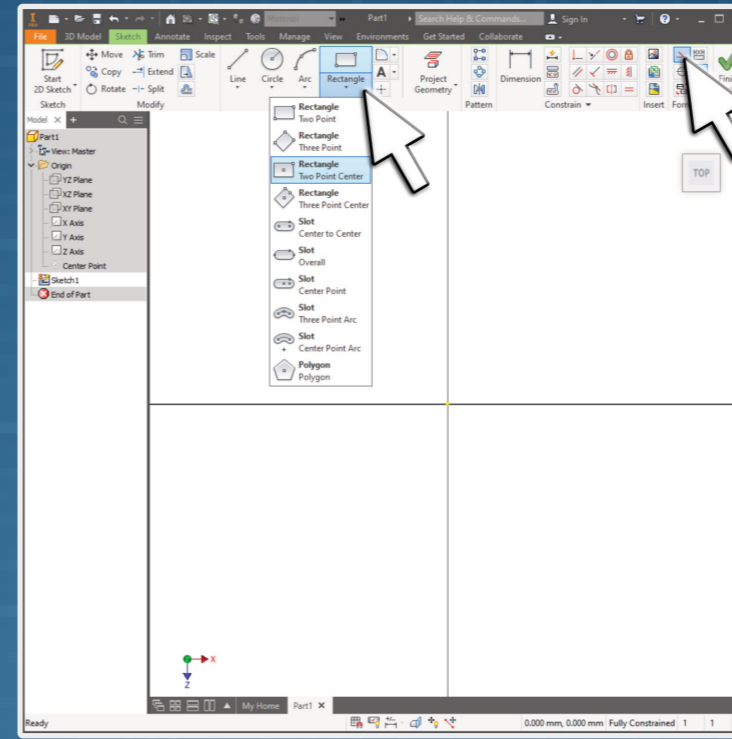 I
PRO
Material
Part1
Search Help & Commands...
Sign In
File 3D Model Sketch Annotate Inspect Tools Manage View Environments Get Started Collaborate
Start
2D Sketch
Move
Copy
Rotate
Trim
Extend
Split
Scale
Line
Circle
Arc
Rectangle
A
Project
Geometry
Dimension
Sketch
Modify
Pattern
Constrain
Insert
Model
Rectangle
Two Point
Rectangle
Three Point
Rectangle
Two Point Center
Rectangle
Three Point Center
Slot
Center to Center
Slot
Overall
Slot
Center Point
Slot
Three Point Arc
Slot
Center Point Arc
Polygon
Polygon
Part1
View: Master
Origin
YZ Plane
XZ Plane
XY Plane
X Axis
Y Axis
Z Axis
Center Point
Sketch1
End of Part
TOP
X
Z
My Home Part1
Ready
0.000 mm, 0.000 mm Fully Constrained 1 1